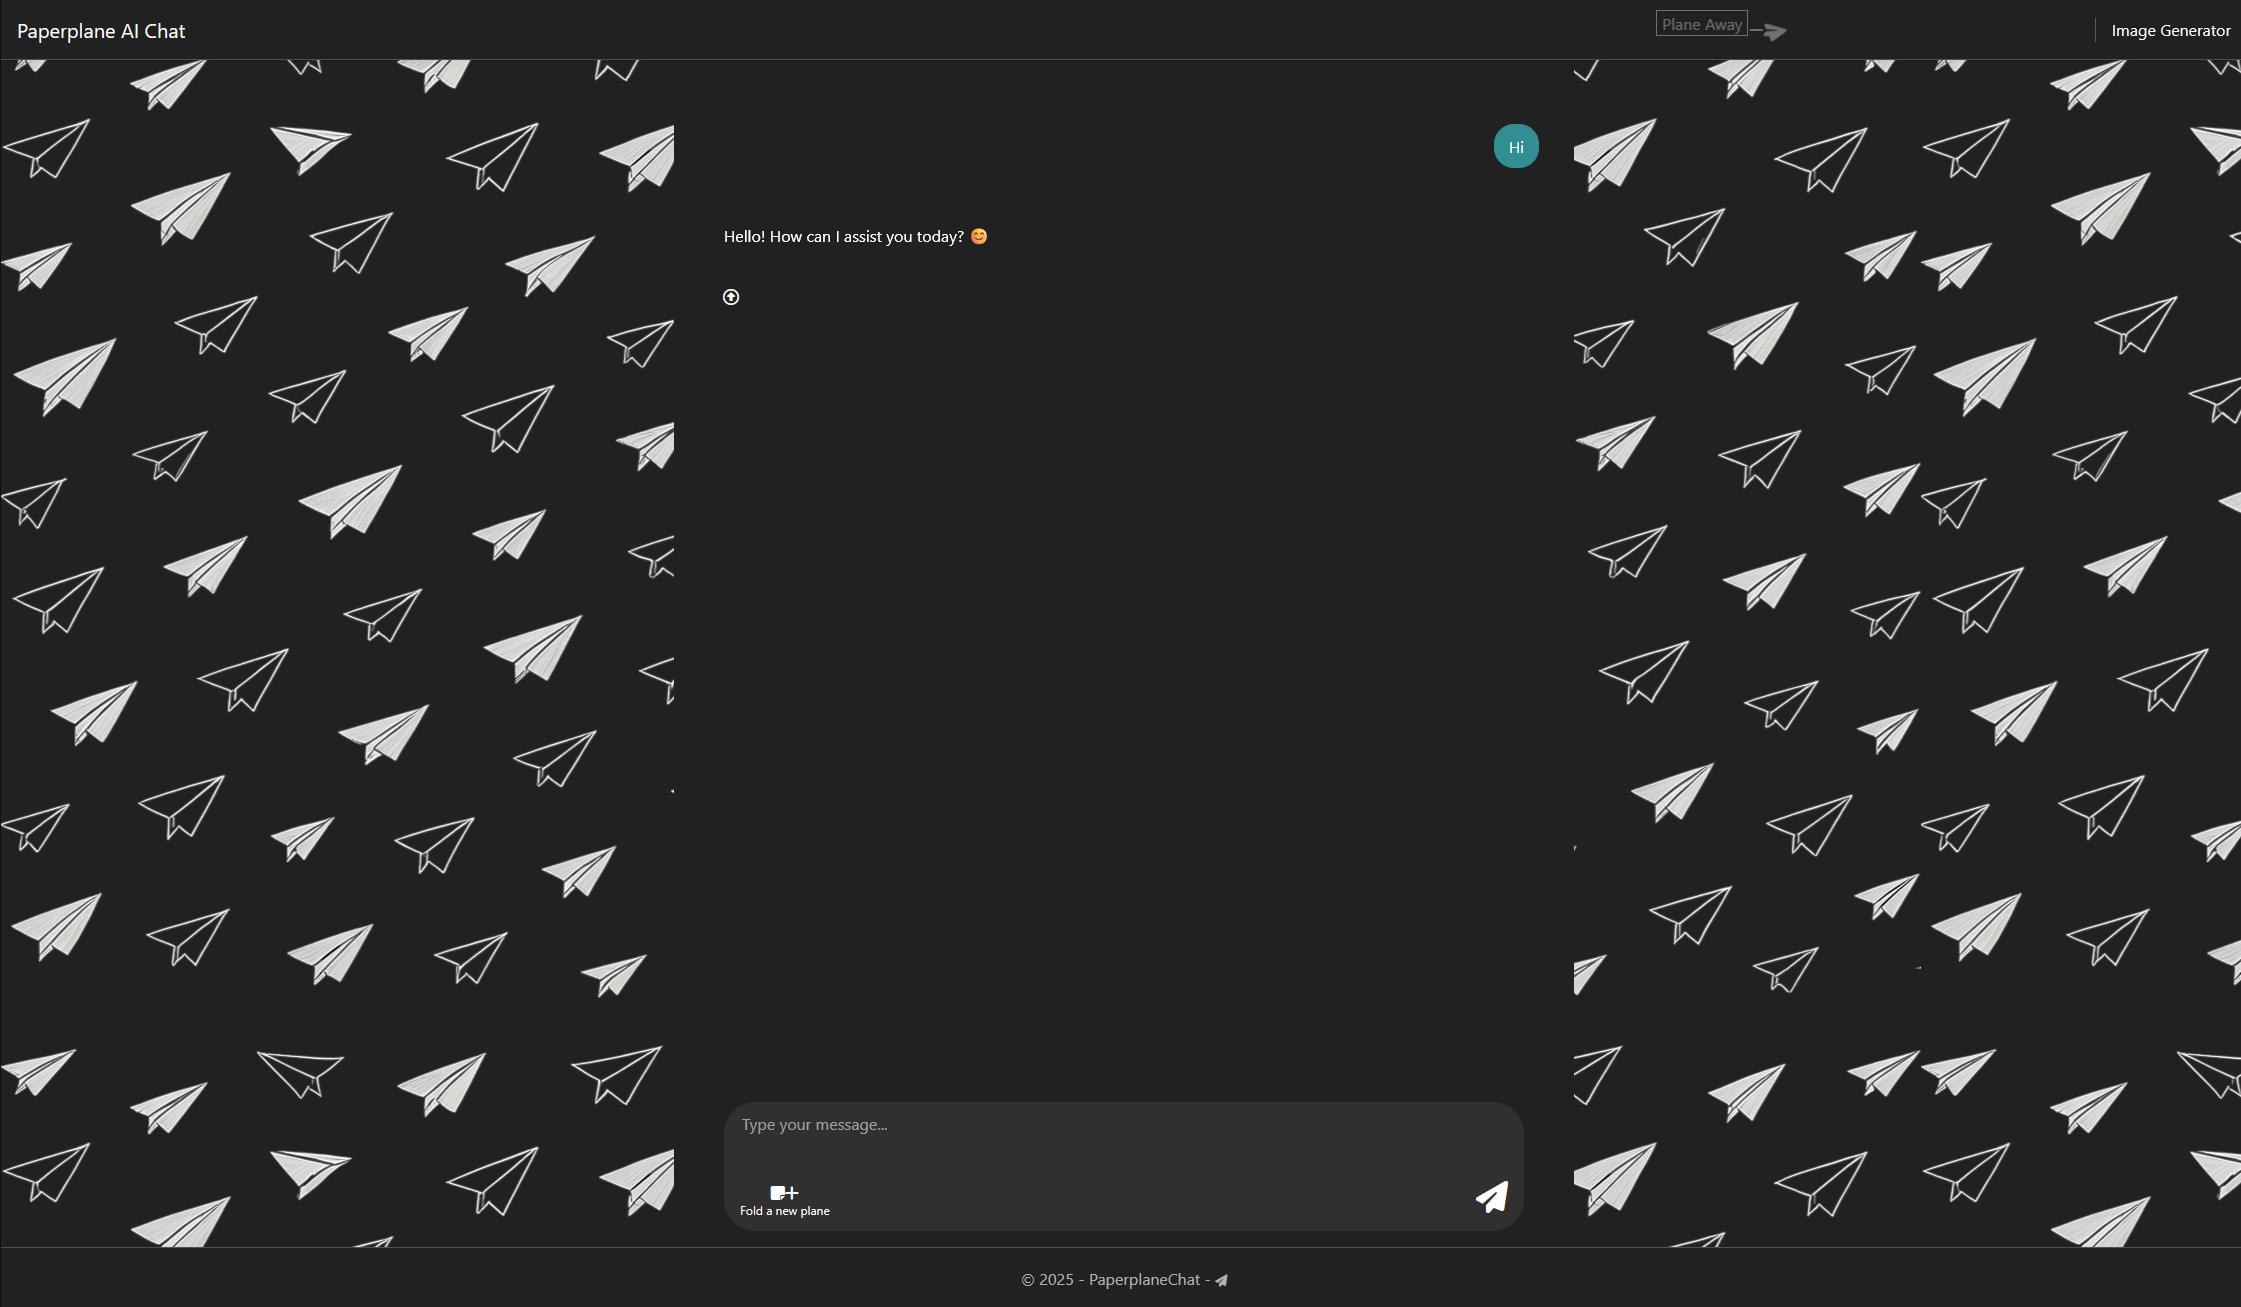 Paperplane AI Chat
Plane Away
Image Generator
Hi
Hello! How can I assist you today? 😊
Type your message...
Fold a new plane
© 2025 - PaperplaneChat -